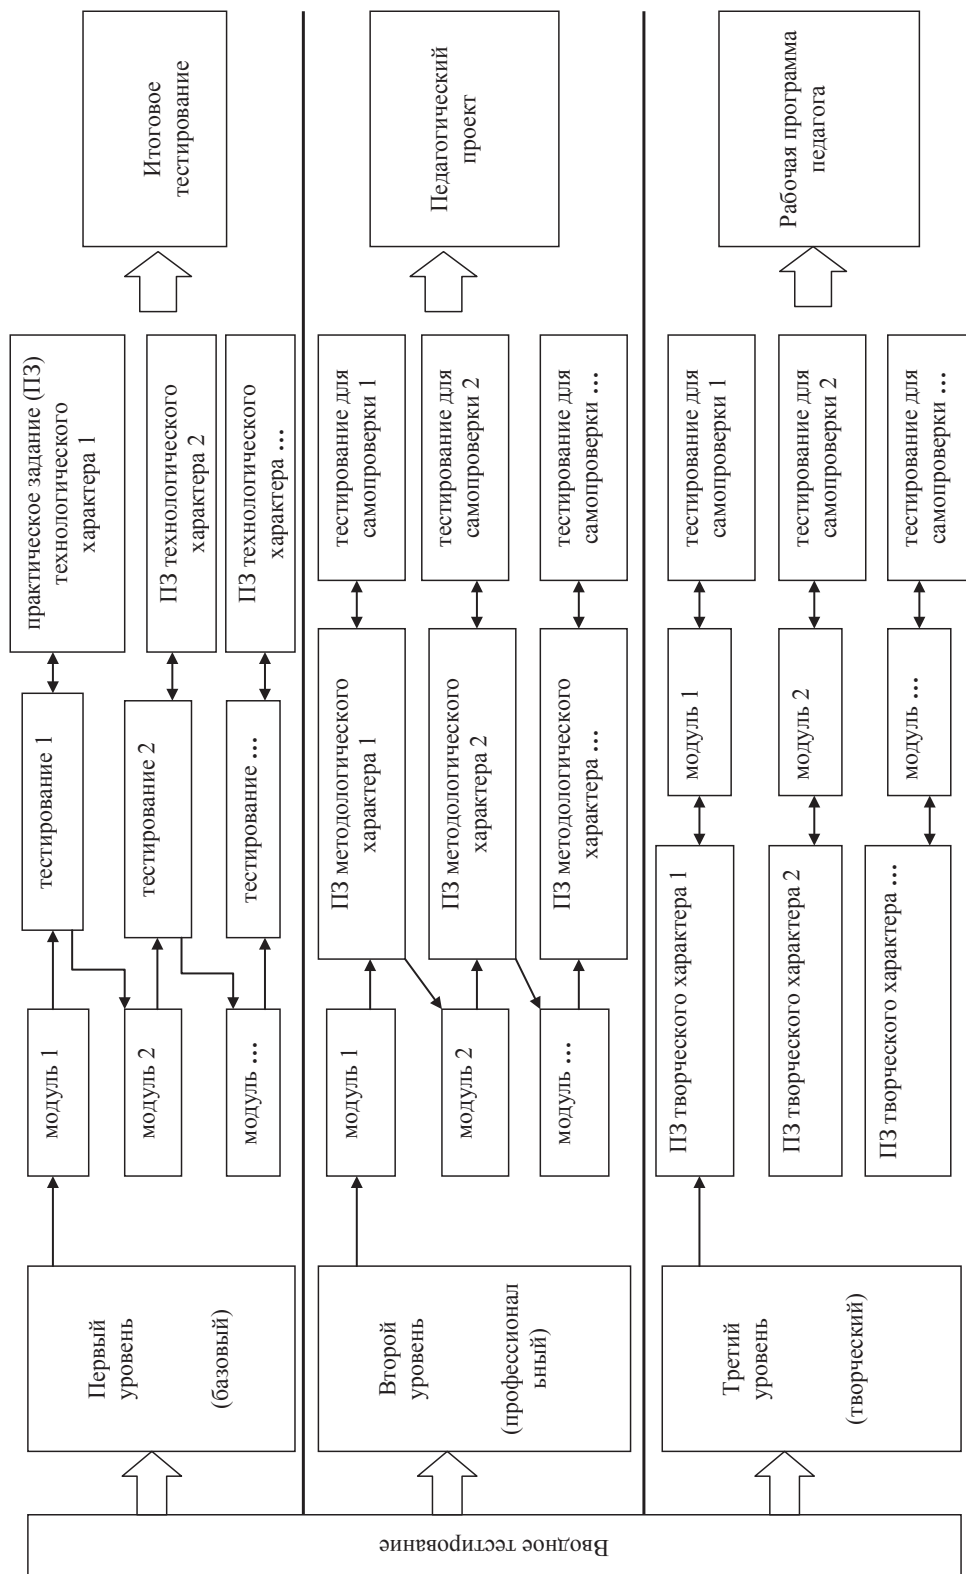 Вводное тестирование
Первый
уровень
(базовый)
модуль 1
модуль 2
модуль ...
тестирование 1
тестирование 2
тестирование ...
практическое задание (ПЗ)
технологического
характера 1
ПЗ технологического
характера 2
ПЗ технологического
характера ...
Итоговое
тестирование
Второй
уровень
(профессионал
ьный)
модуль 1
модуль 2
модуль ...
ПЗ методологического
характера 1
ПЗ методологического
характера 2
ПЗ методологического
характера ...
тестирование для
самопроверки 1
тестирование для
самопроверки 2
тестирование для
самопроверки ...
Педагогический
проект
Третий
уровень
(творческий)
ПЗ творческого характера 1
ПЗ творческого характера 2
ПЗ творческого характера ...
модуль 1
модуль 2
модуль ...
тестирование для
самопроверки 1
тестирование для
самопроверки 2
тестирование для
самопроверки ...
Рабочая программа
педагога